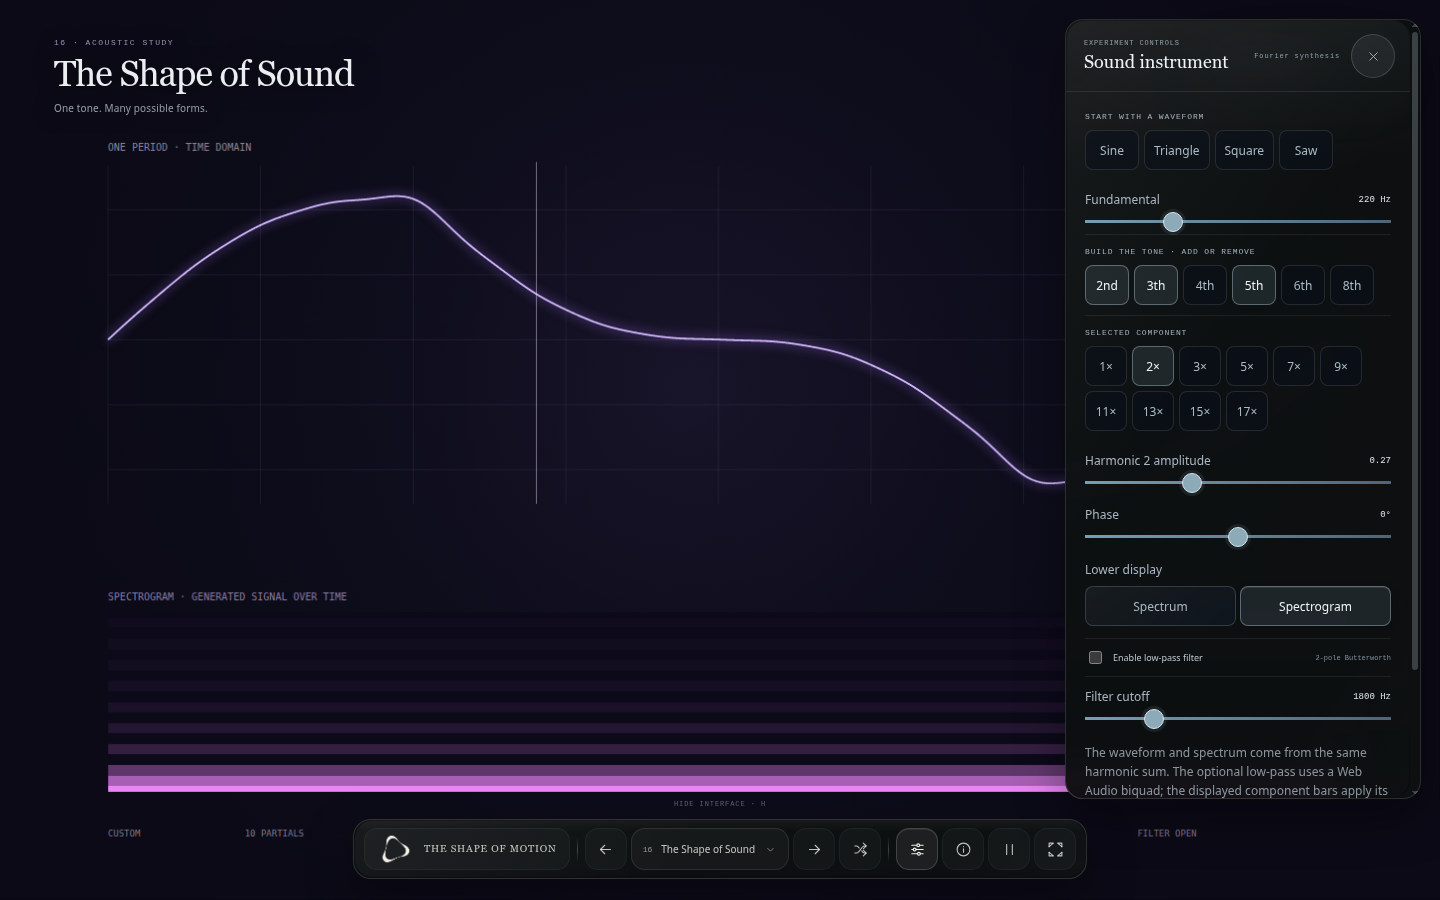 16 · ACOUSTIC STUDY
The Shape of Sound
One tone. Many possible forms.
ONE PERIOD · TIME DOMAIN
SPECTROGRAM · GENERATED SIGNAL OVER TIME
HIDE INTERFACE · H
CUSTOM
10 PARTIALS
FILTER OPEN
THE SHAPE OF MOTION
16 The Shape of Sound
EXPERIMENT CONTROLS
Sound instrument
Fourier synthesis
START WITH A WAVEFORM
Sine Triangle Square Saw
Fundamental 220 Hz
BUILD THE TONE · ADD OR REMOVE
2nd 3th 4th 5th 6th 8th
SELECTED COMPONENT
1× 2× 3× 5× 7× 9×
11× 13× 15× 17×
Harmonic 2 amplitude 0.27
Phase 0°
Lower display
Spectrum Spectrogram
Enable low-pass filter 2-pole Butterworth
Filter cutoff 1800 Hz
The waveform and spectrum come from the same
harmonic sum. The optional low-pass uses a Web
Audio biquad; the displayed component bars apply its